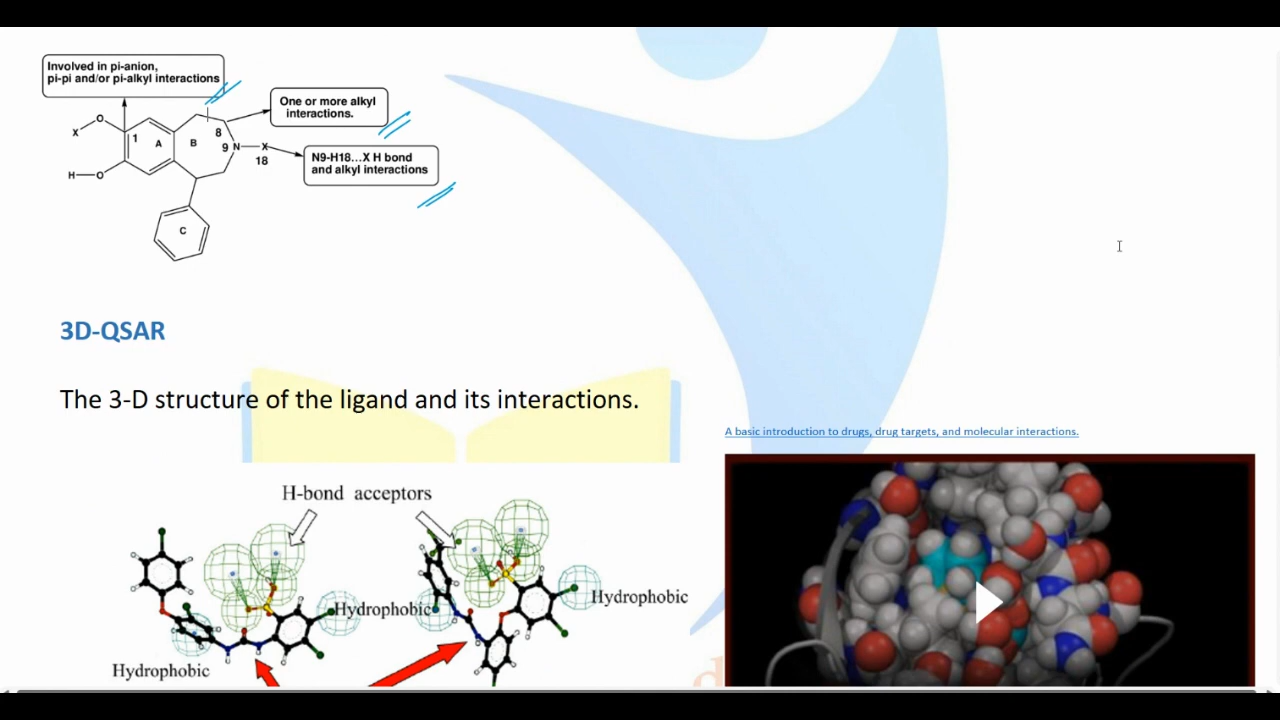 Involved in pi-anion,
pi-pi and/or pi-alkyl interactions
One or more alkyl
interactions.
O
X
1
A
B
8
9
N
X
18
N9-H18...X H bond
and alkyl interactions
H
O
C
3D-QSAR
The 3-D structure of the ligand and its interactions.
A basic introduction to drugs, drug targets, and molecular interactions.
H-bond acceptors
Hydrophobic
Hydrophobic
Hydrophobic